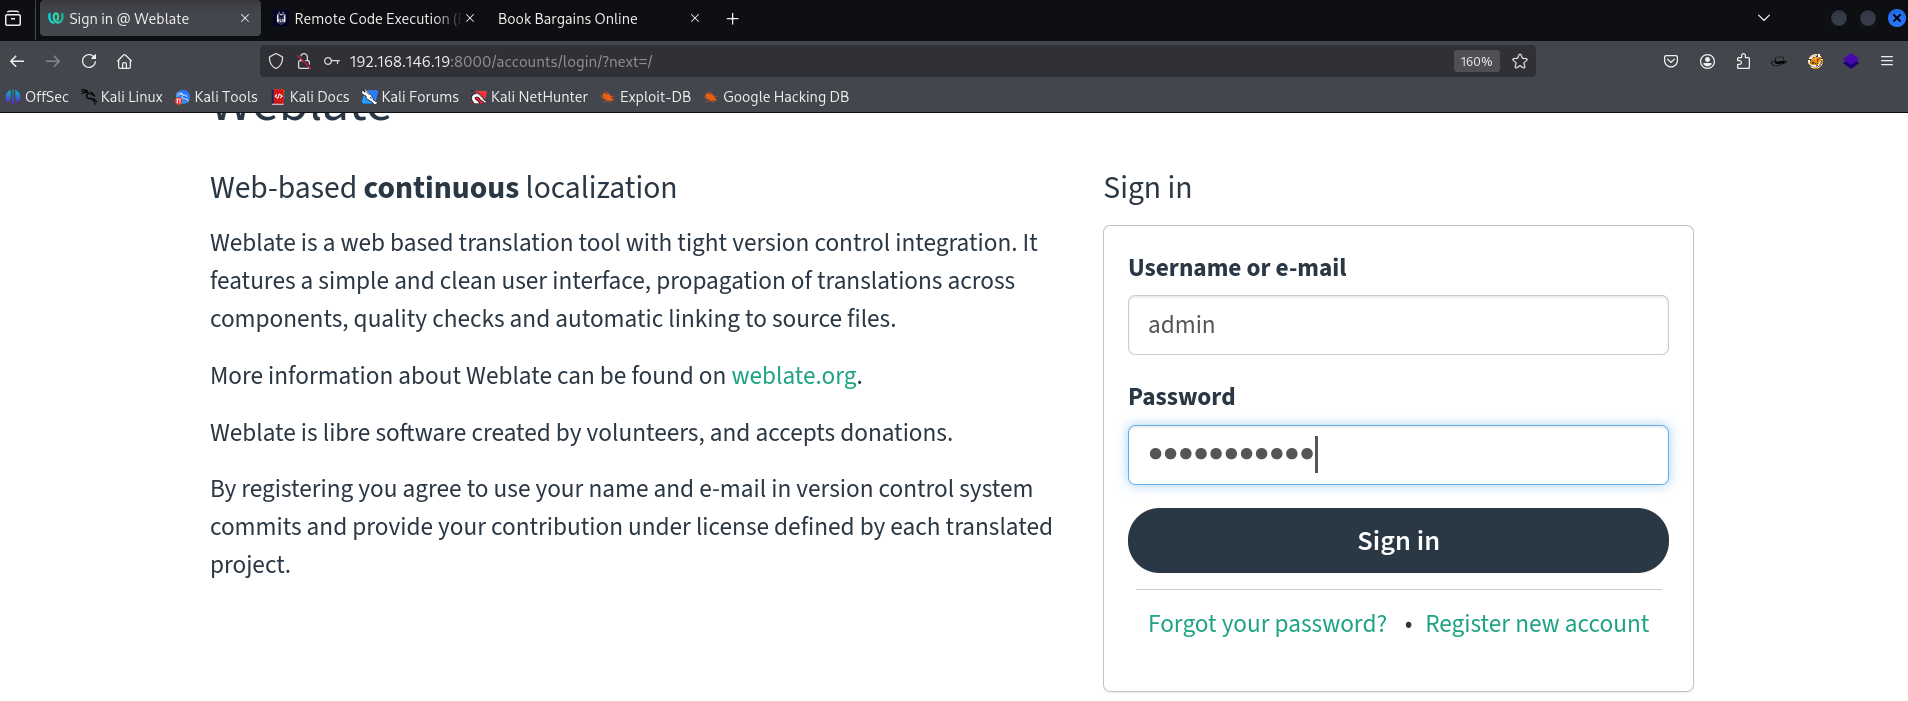 Sign in @ Weblate
Remote Code Execution (
Book Bargains Online
192.168.146.19:8000/accounts/login/?next=/
160%
OffSec
Kali Linux
Kali Tools
Kali Docs
Kali Forums
Kali NetHunter
Exploit-DB
Google Hacking DB
Weblate
Web-based continuous localization
Weblate is a web based translation tool with tight version control integration. It
features a simple and clean user interface, propagation of translations across
components, quality checks and automatic linking to source files.
More information about Weblate can be found on weblate.org.
Weblate is libre software created by volunteers, and accepts donations.
By registering you agree to use your name and e-mail in version control system
commits and provide your contribution under license defined by each translated
project.
Sign in
Username or e-mail
admin
Password
•••••••••••
Sign in
Forgot your password? • Register new account